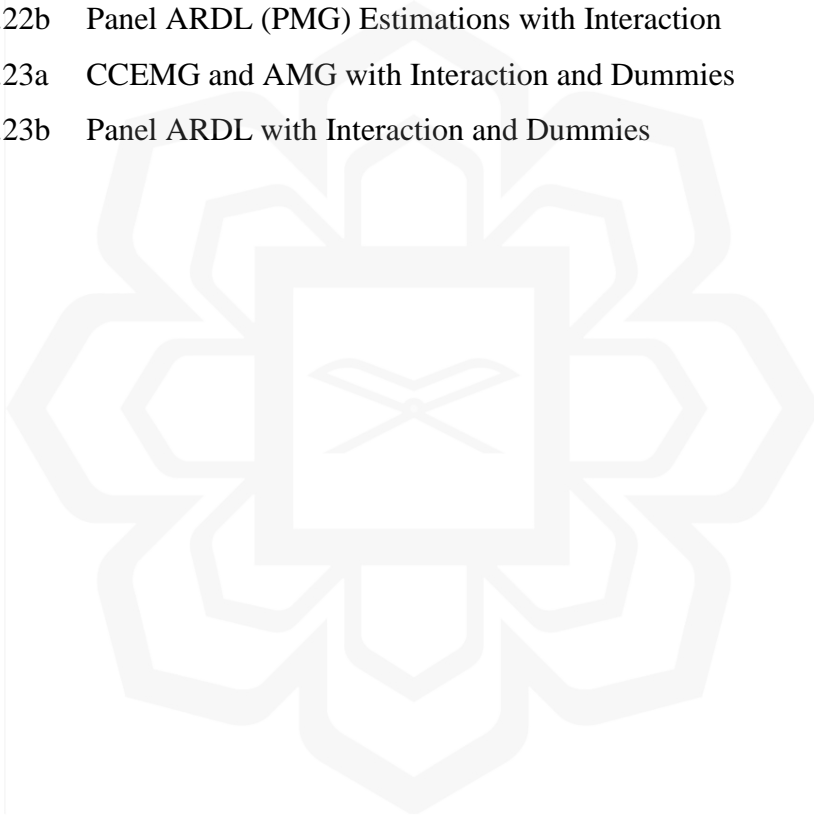 22b Panel ARDL (PMG) Estimations with Interaction
23a CCEMG and AMG with Interaction and Dummies
23b Panel ARDL with Interaction and Dummies